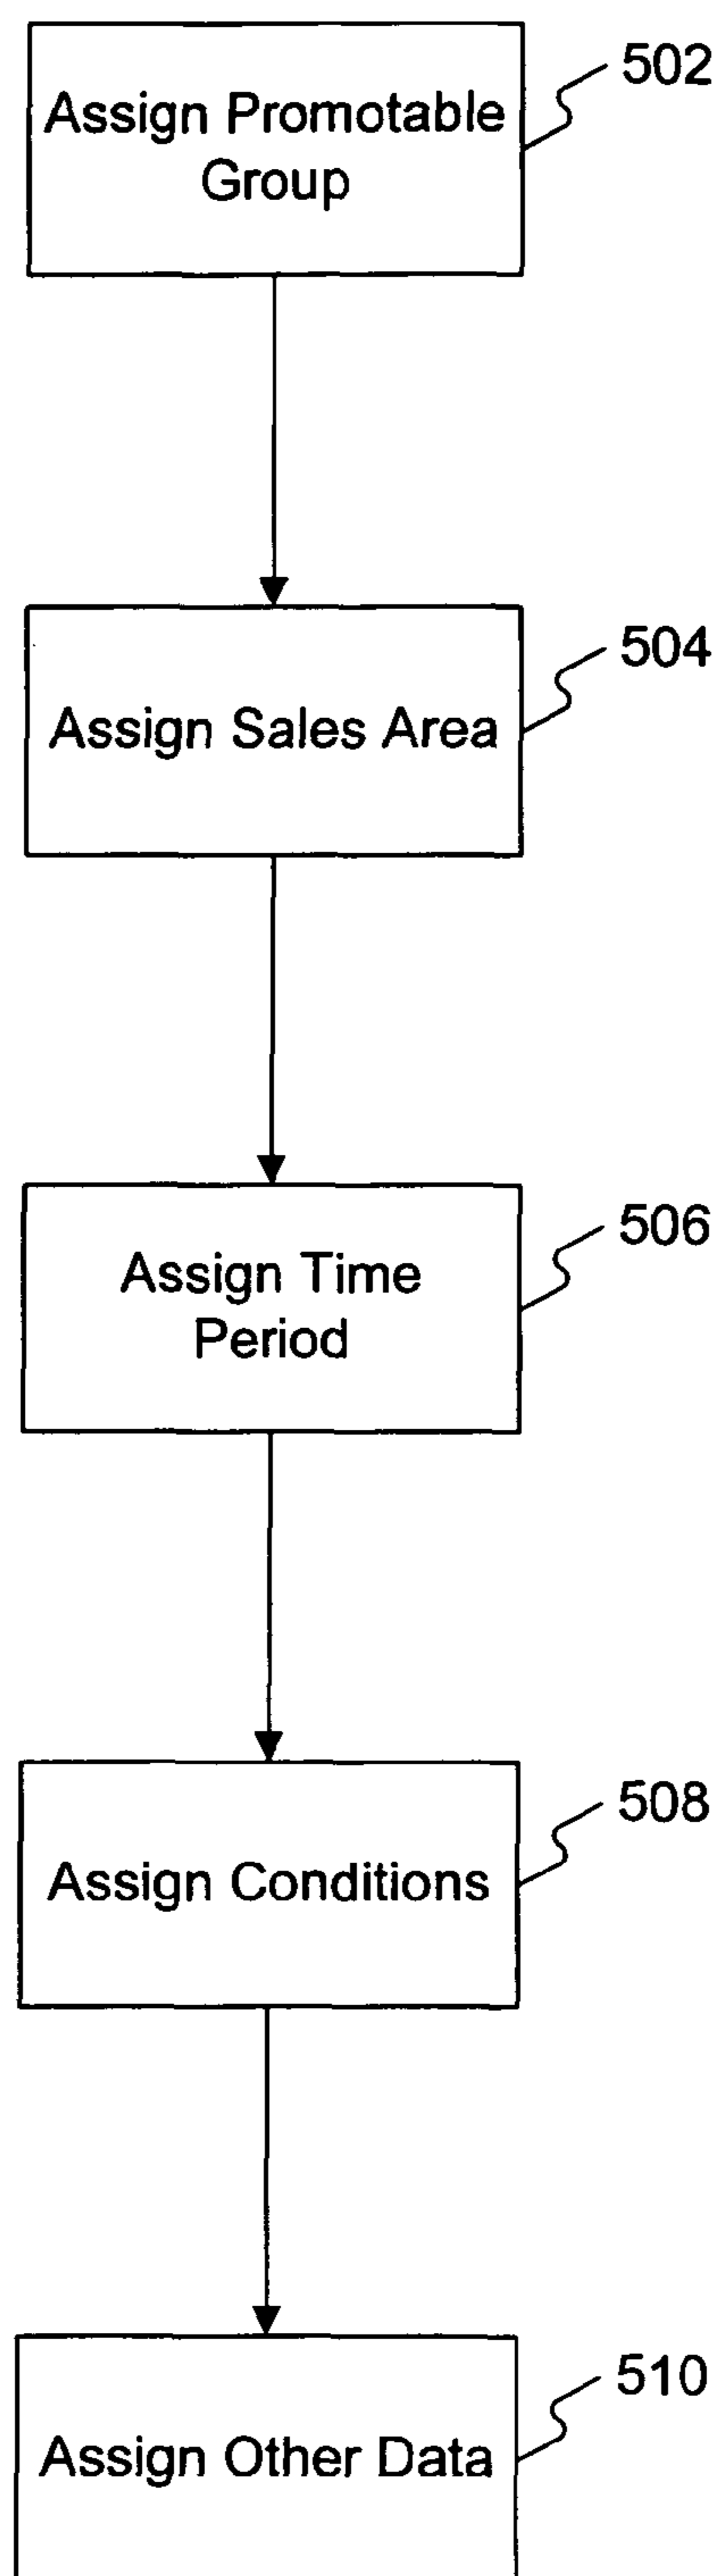 502
Assign Promotable
Group
504
Assign Sales Area
506
Assign Time
Period
508
Assign Conditions
510
Assign Other Data